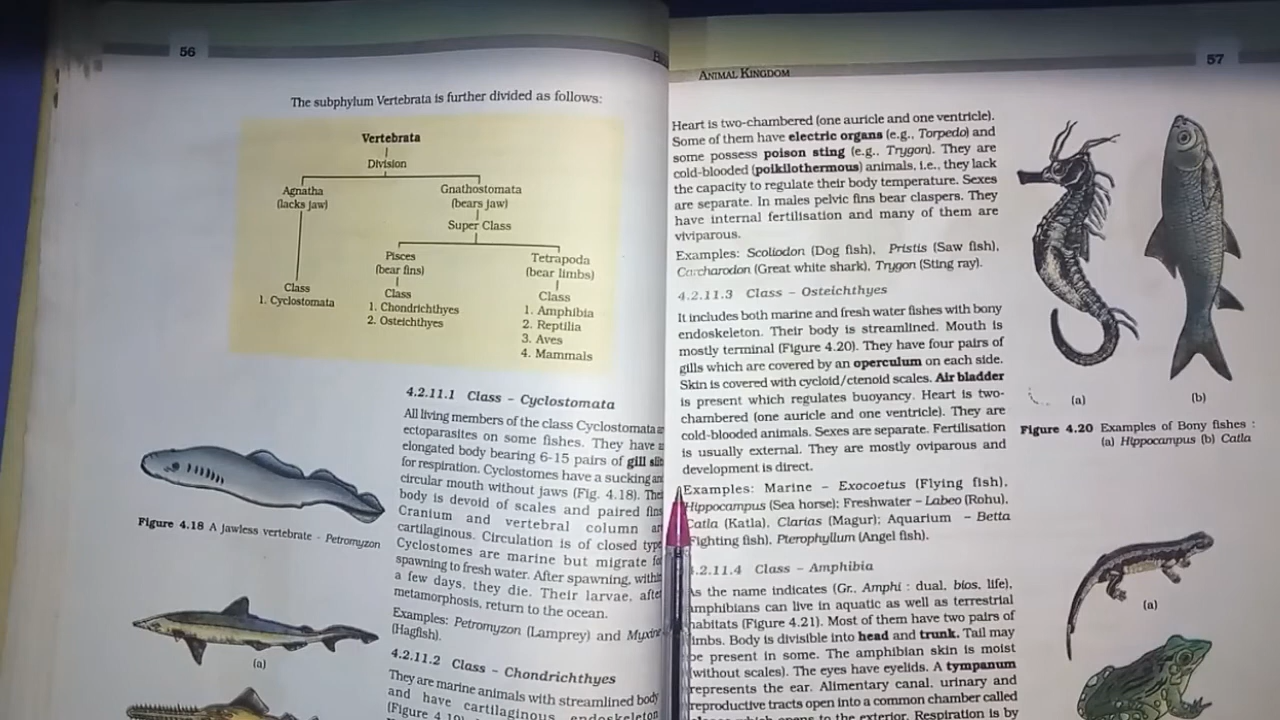 56
The subphylum Vertebrata is further divided as follows:
Vertebrata
Division
Agnatha
(lacks jaw)
Gnathostomata
(bears jaw)
Super Class
Pisces
(bear fins)
Tetrapoda
(bear limbs)
Class
1. Cyclostomata
Class
1. Chondrichthyes
2. Osteichthyes
Class
1. Amphibia
2. Reptilia
3. Aves
4. Mammals
4.2.11.1 Class – Cyclostomata
All living members of the class Cyclostomata
ectoparasites on some fishes. They have
elongated body bearing 6-15 pairs of gill
for respiration. Cyclostomes have a sucking
circular mouth without jaws (Fig. 4.18).
body is devoid of scales and paired
Cranium and vertebral column
cartilaginous. Circulation is of closed
Cyclostomes are marine but migrate
spawning to fresh water. After spawning,
a few days, they die. Their larvae, after
metamorphosis, return to the ocean.
Examples: Petromyzon (Lamprey) and
(Hagfish).
4.2.11.2 Class – Chondrichthyes
They are marine animals with streamlined body
and have cartilaginous endoskeleton
(Figure
Figure 4.18 A jawless vertebrate - Petromyzon
(a)
ANIMAL KINGDOM
57
Heart is two-chambered (one auricle and one ventricle).
Some of them have electric organs (e.g., Torpedo) and
some possess poison sting (e.g., Trygon). They are
cold-blooded (poikilothermous) animals, i.e., they lack
the capacity to regulate their body temperature. Sexes
are separate. In males pelvic fins bear claspers. They
have internal fertilisation and many of them are
viviparous.
Examples: Scoliodon (Dog fish), Pristis (Saw fish),
Carcharodon (Great white shark), Trygon (Sting ray).
4.2.11.3 Class – Osteichthyes
It includes both marine and fresh water fishes with bony
endoskeleton. Their body is streamlined. Mouth is
mostly terminal (Figure 4.20). They have four pairs of
gills which are covered by an operculum on each side.
Skin is covered with cycloid/ctenoid scales. Air bladder
is present which regulates buoyancy. Heart is two-
chambered (one auricle and one ventricle). They are
cold-blooded animals. Sexes are separate. Fertilisation
is usually external. They are mostly oviparous and
development is direct.
Examples: Marine – Exocoetus (Flying fish),
Hippocampus (Sea horse); Freshwater – Labeo (Rohu),
Catla (Katla), Clarias (Magur); Aquarium – Betta
(Fighting fish), Pterophyllum (Angel fish).
4.2.11.4 Class – Amphibia
As the name indicates (Gr., Amphi : dual, bios, life),
amphibians can live in aquatic as well as terrestrial
habitats (Figure 4.21). Most of them have two pairs of
limbs. Body is divisible into head and trunk. Tail may
be present in some. The amphibian skin is moist
(without scales). The eyes have eyelids. A tympanum
represents the ear. Alimentary canal, urinary and
reproductive tracts open into a common chamber called
which opens to the exterior. Respiration is by
(a)
(b)
Figure 4.20 Examples of Bony fishes :
(a) Hippocampus (b) Catla
(a)